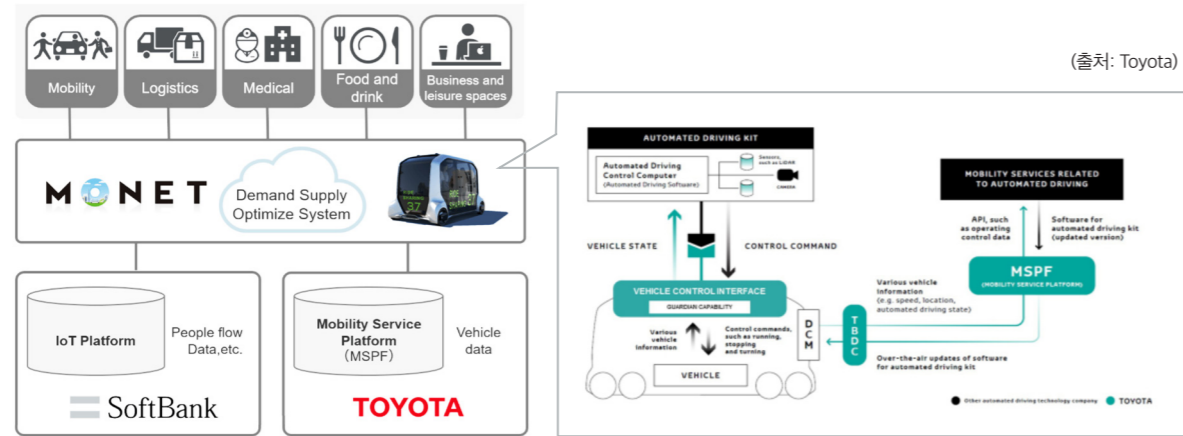 Mobility
Logistics
Medical
Food and
drink
Business and
leisure spaces
MONET
Demand Supply
Optimize System
37
IoT Platform
People flow
Data,etc.
SoftBank
Mobility Service
Platform
(MSPF)
Vehicle
data
TOYOTA
(출처: Toyota)
AUTOMATED DRIVING KIT
Automated Driving
Control Computer
(Automated Driving Software)
Sensors,
such as LiDAR
CAMERA
VEHICLE STATE
CONTROL COMMAND
VEHICLE CONTROL INTERFACE
GUARDIAN CAPABILITY
Various
vehicle
information
Control commands,
such as running,
stopping
and turning
VEHICLE
DCM
TBDC
Various vehicle
information
(e.g. speed, location,
automated driving state)
Over-the-air updates of software
for automated driving kit
MOBILITY SERVICES RELATED
TO AUTOMATED DRIVING
API, such
as operating
control data
Software for
automated driving kit
(updated version)
MSPF
(MOBILITY SERVICE PLATFORM)
Other automated driving technology company
TOYOTA